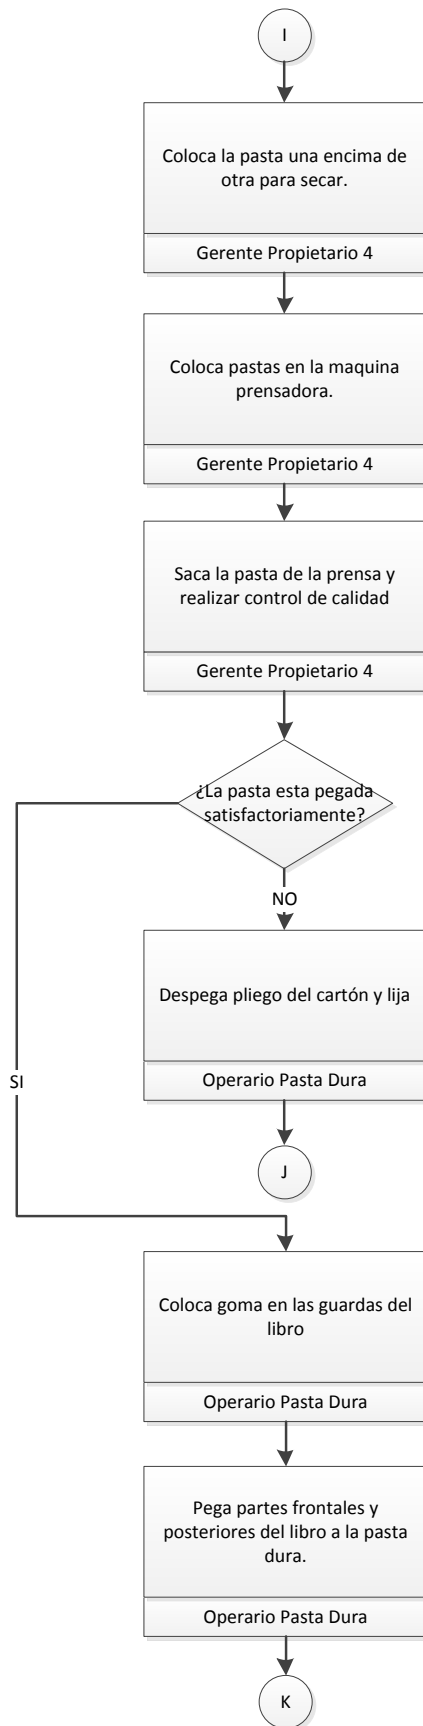 I
Coloca la pasta una encima de
otra para secar.
Gerente Propietario 4
Coloca pastas en la maquina
prensadora.
Gerente Propietario 4
Saca la pasta de la prensa y
realizar control de calidad
Gerente Propietario 4
¿La pasta esta pegada
satisfactoriamente?
NO
Despega pliego del cartón y lija
Operario Pasta Dura
SI
J
Coloca goma en las guardas del
libro
Operario Pasta Dura
Pega partes frontales y
posteriores del libro a la pasta
dura.
Operario Pasta Dura
K